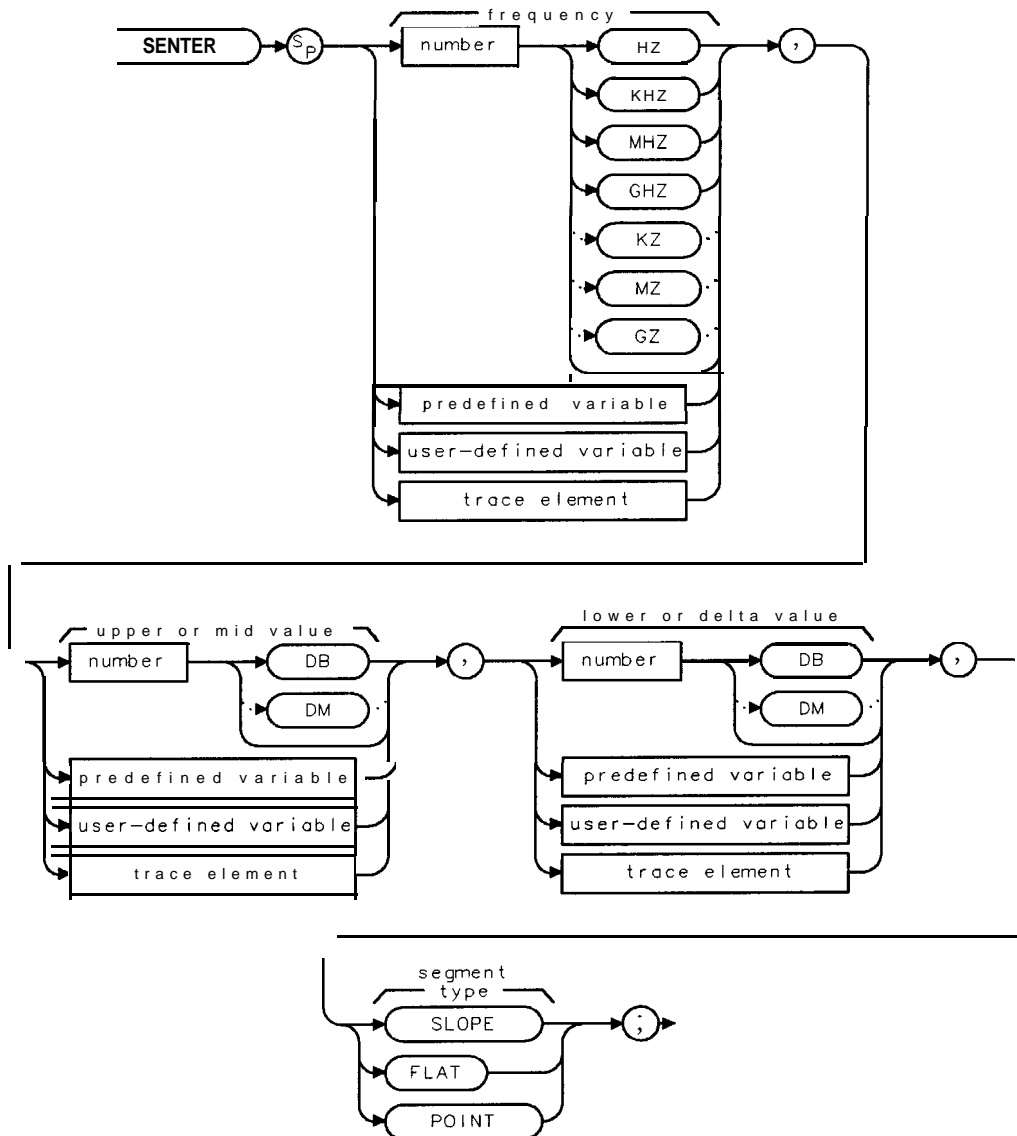 frequency
SENTER SP number HZ ,
KHZ
MHZ
GHZ
KZ
MZ
GZ
predefined variable
user-defined variable
trace element
upper or mid value lower or delta value
number DB , number DB ,
DM DM
predefined variable predefined variable
user-defined variable user-defined variable
trace element trace element
segment
type
SLOPE ;
FLAT
POINT